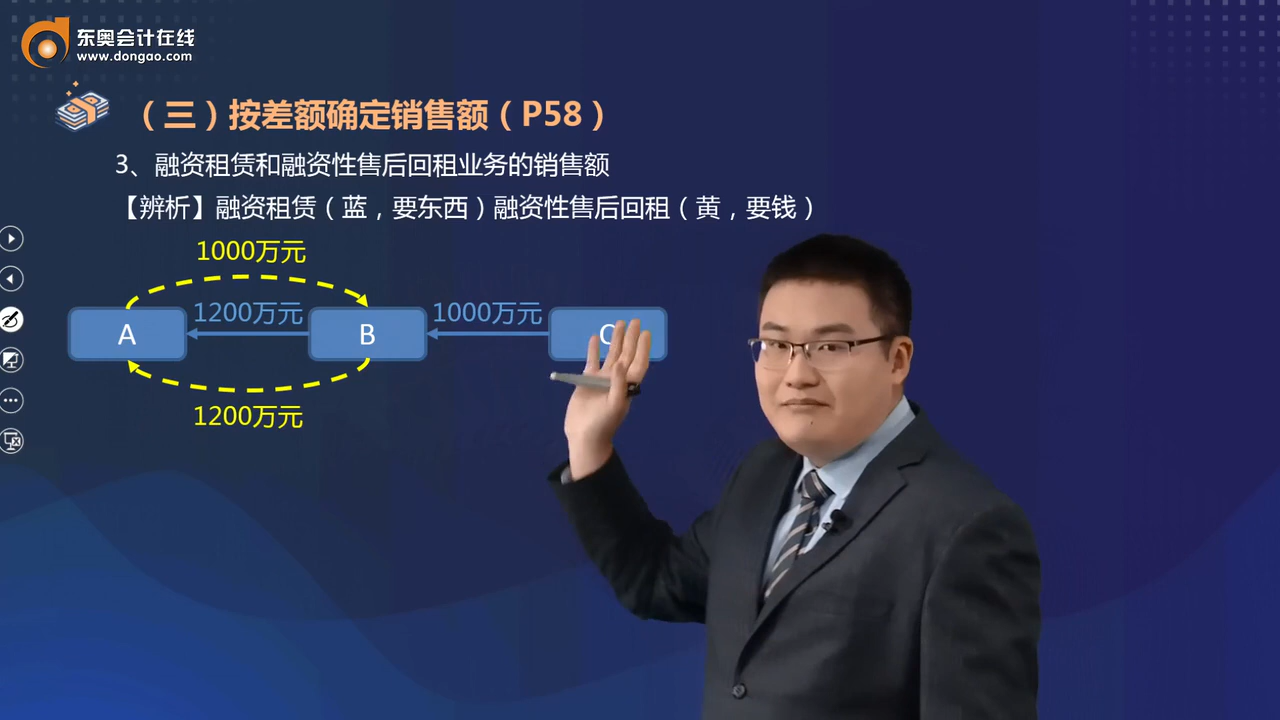 东奥会计在线
www.dongao.com
（三）按差额确定销售额（P58）
3、融资租赁和融资性售后回租业务的销售额
【辨析】融资租赁（蓝，要东西）融资性售后回租（黄，要钱）
1000万元
1200万元
1000万元
A
B
1200万元